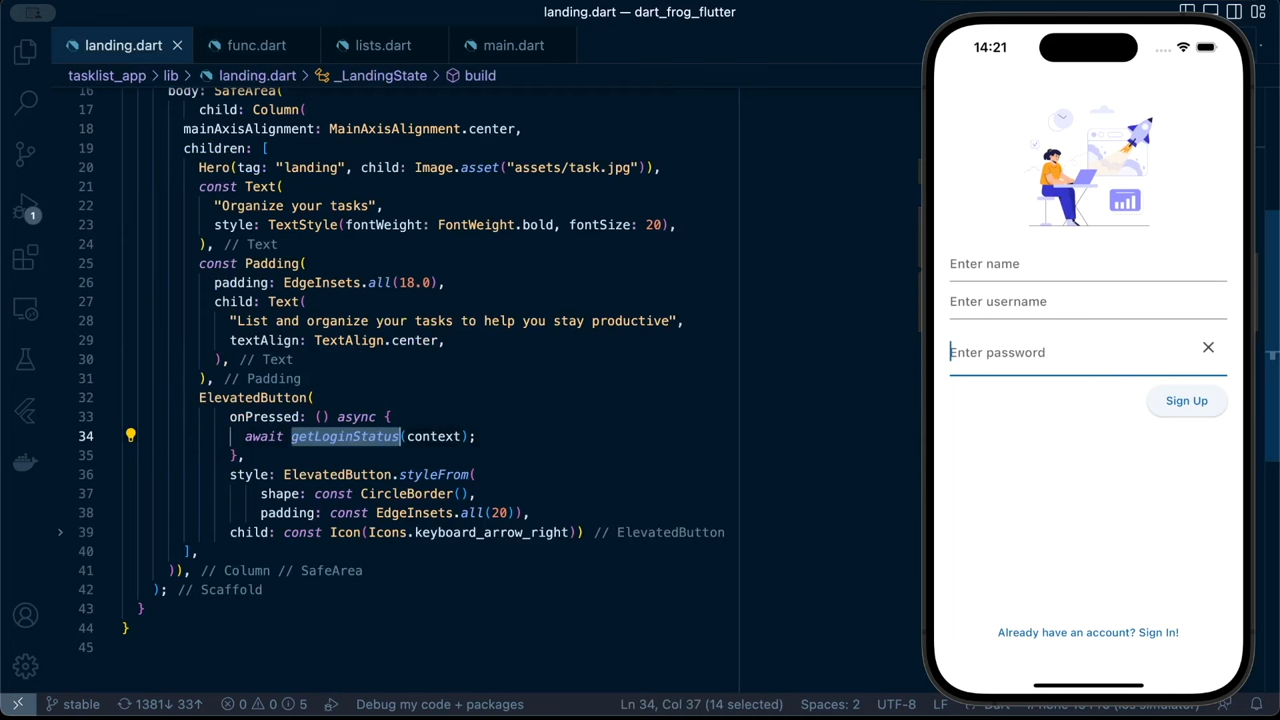 landing.dart — dart_frog_flutter
landing.dart
func.dart
lists.dart
main.dart
tasklist_app > lib > landing.dart > _LandingState > build
1
16 body: SafeArea(
17 child: Column(
18 mainAxisAlignment: MainAxisAlignment.center,
19 children: [
20 Hero(tag: "landing", child: Image.asset("assets/task.jpg")),
21 const Text(
22 "Organize your tasks",
23 style: TextStyle(fontWeight: FontWeight.bold, fontSize: 20),
24 ), // Text
25 const Padding(
26 padding: EdgeInsets.all(18.0),
27 child: Text(
28 "List and organize your tasks to help you stay productive",
29 textAlign: TextAlign.center,
30 ), // Text
31 ), // Padding
32 ElevatedButton(
33 onPressed: () async {
34 await getLoginStatus(context);
35 },
36 style: ElevatedButton.styleFrom(
37 shape: const CircleBorder(),
38 padding: const EdgeInsets.all(20)),
39 child: const Icon(Icons.keyboard_arrow_right)) // ElevatedButton
40 ],
41 )), // Column // SafeArea
42 ); // Scaffold
43 }
44 }
45
14:21
Enter name
Enter username
Enter password
Sign Up
Already have an account? Sign In!
stable 1381↓ 33↑ 0 0 5 Debug my code + packages Ln 34, Col 37 (14 selected) Spaces: 2 UTF-8 LF